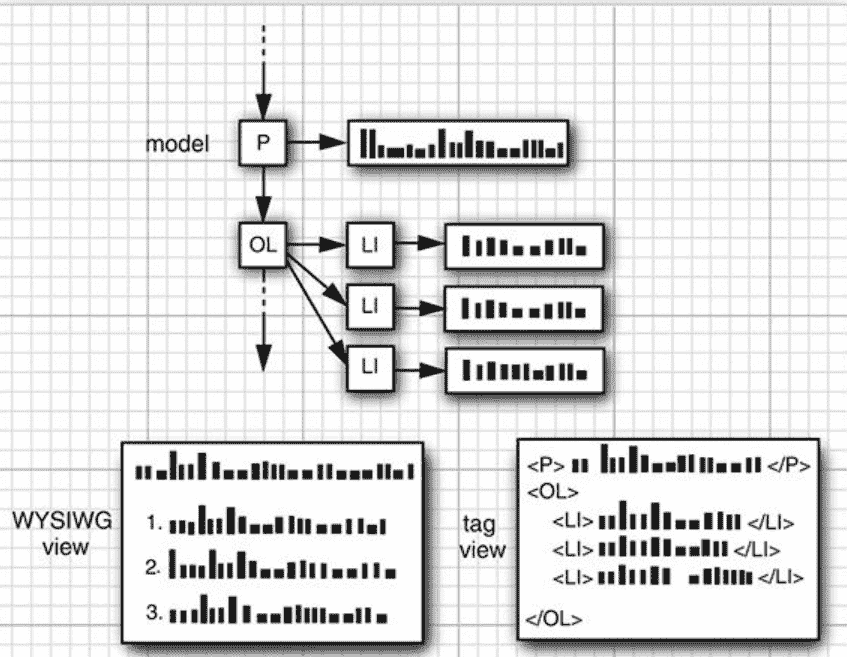 model
P
OL
LI
LI
LI
WYSIWG
view
1.
2.
3.
tag
view
<P> </P>
<OL>
<LI> </LI>
<LI> </LI>
<LI> </LI>
</OL>